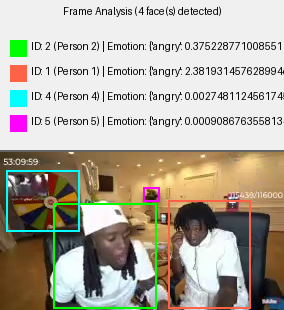 Frame Analysis (4 face(s) detected)
ID: 2 (Person 2) | Emotion: {'angry': 0.375228771008551
ID: 1 (Person 1) | Emotion: {'angry': 2.381931457628994
ID: 4 (Person 4) | Emotion: {'angry': 0.002748112456174
ID: 5 (Person 5) | Emotion: {'angry': 0.000908676355813
53:09:59